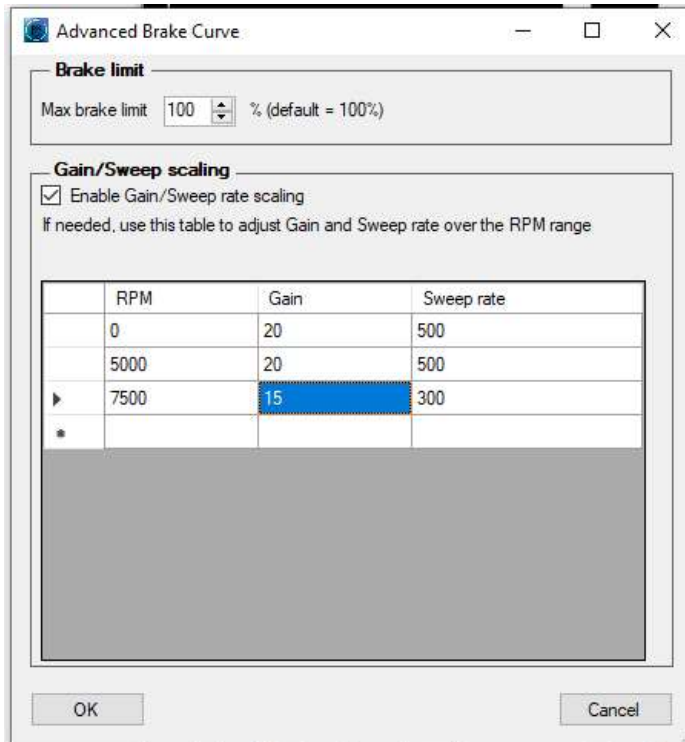 Advanced Brake Curve
Brake limit
Max brake limit 100 % (default = 100%)
Gain/Sweep scaling
Enable Gain/Sweep rate scaling
If needed, use this table to adjust Gain and Sweep rate over the RPM range
RPM Gain Sweep rate
0 20 500
5000 20 500
7500 15 300
OK Cancel